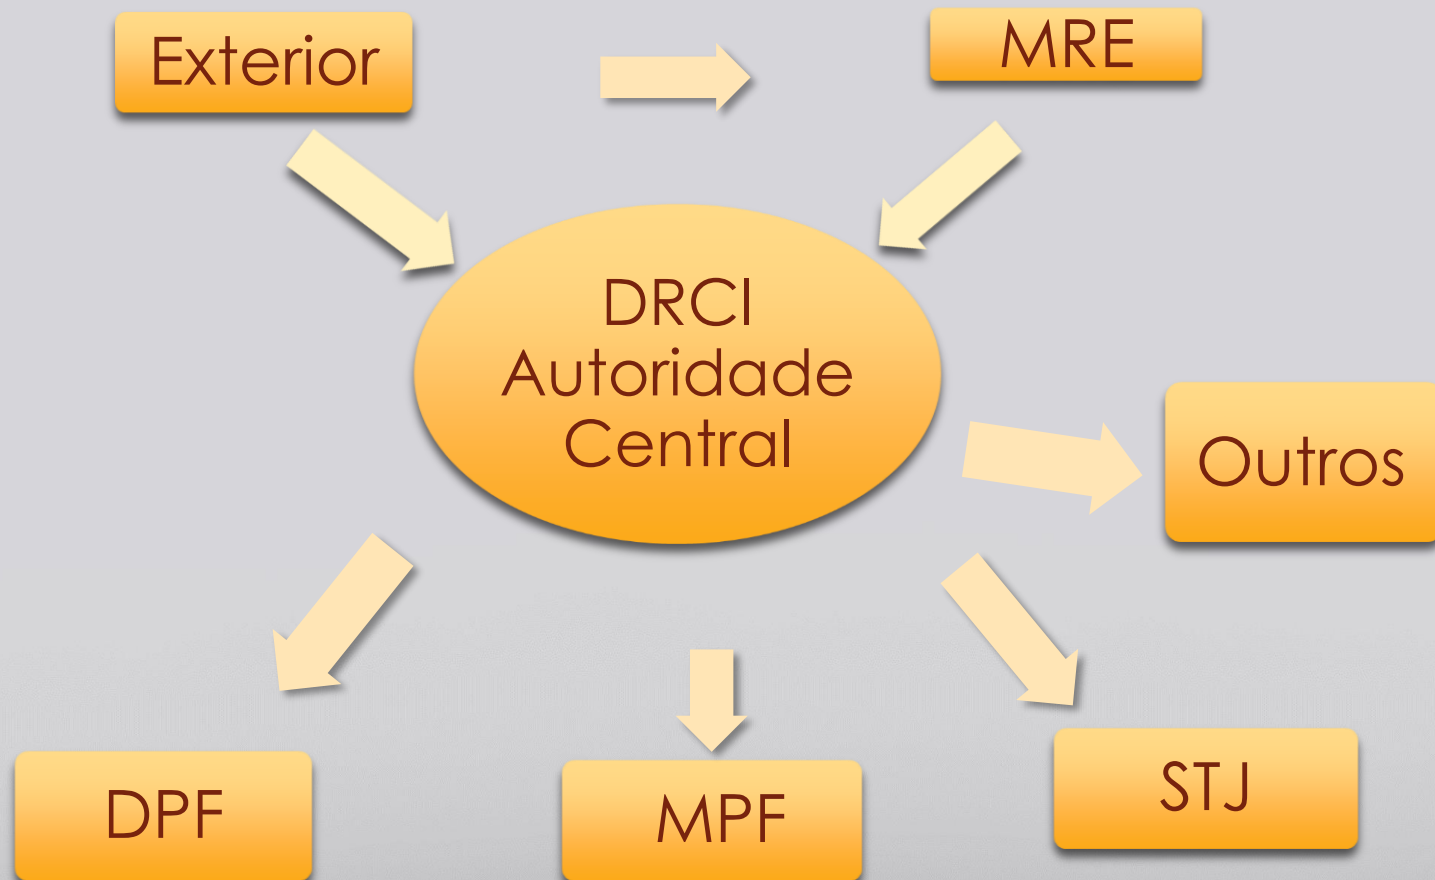 Exterior
MRE
DRCI
Autoridade
Central
Outros
DPF
MPF
STJ